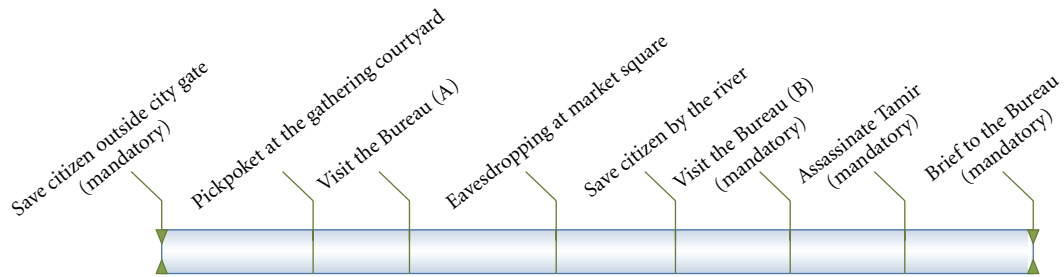 Save citizen outside city gate
(mandatory)
Pickpoket at the gathering courtyard
Visit the Bureau (A)
Eavesdropping at market square
Save citizen by the river
Visit the Bureau (B)
(mandatory)
Assassinate Tamir
(mandatory)
Brief to the Bureau
(mandatory)